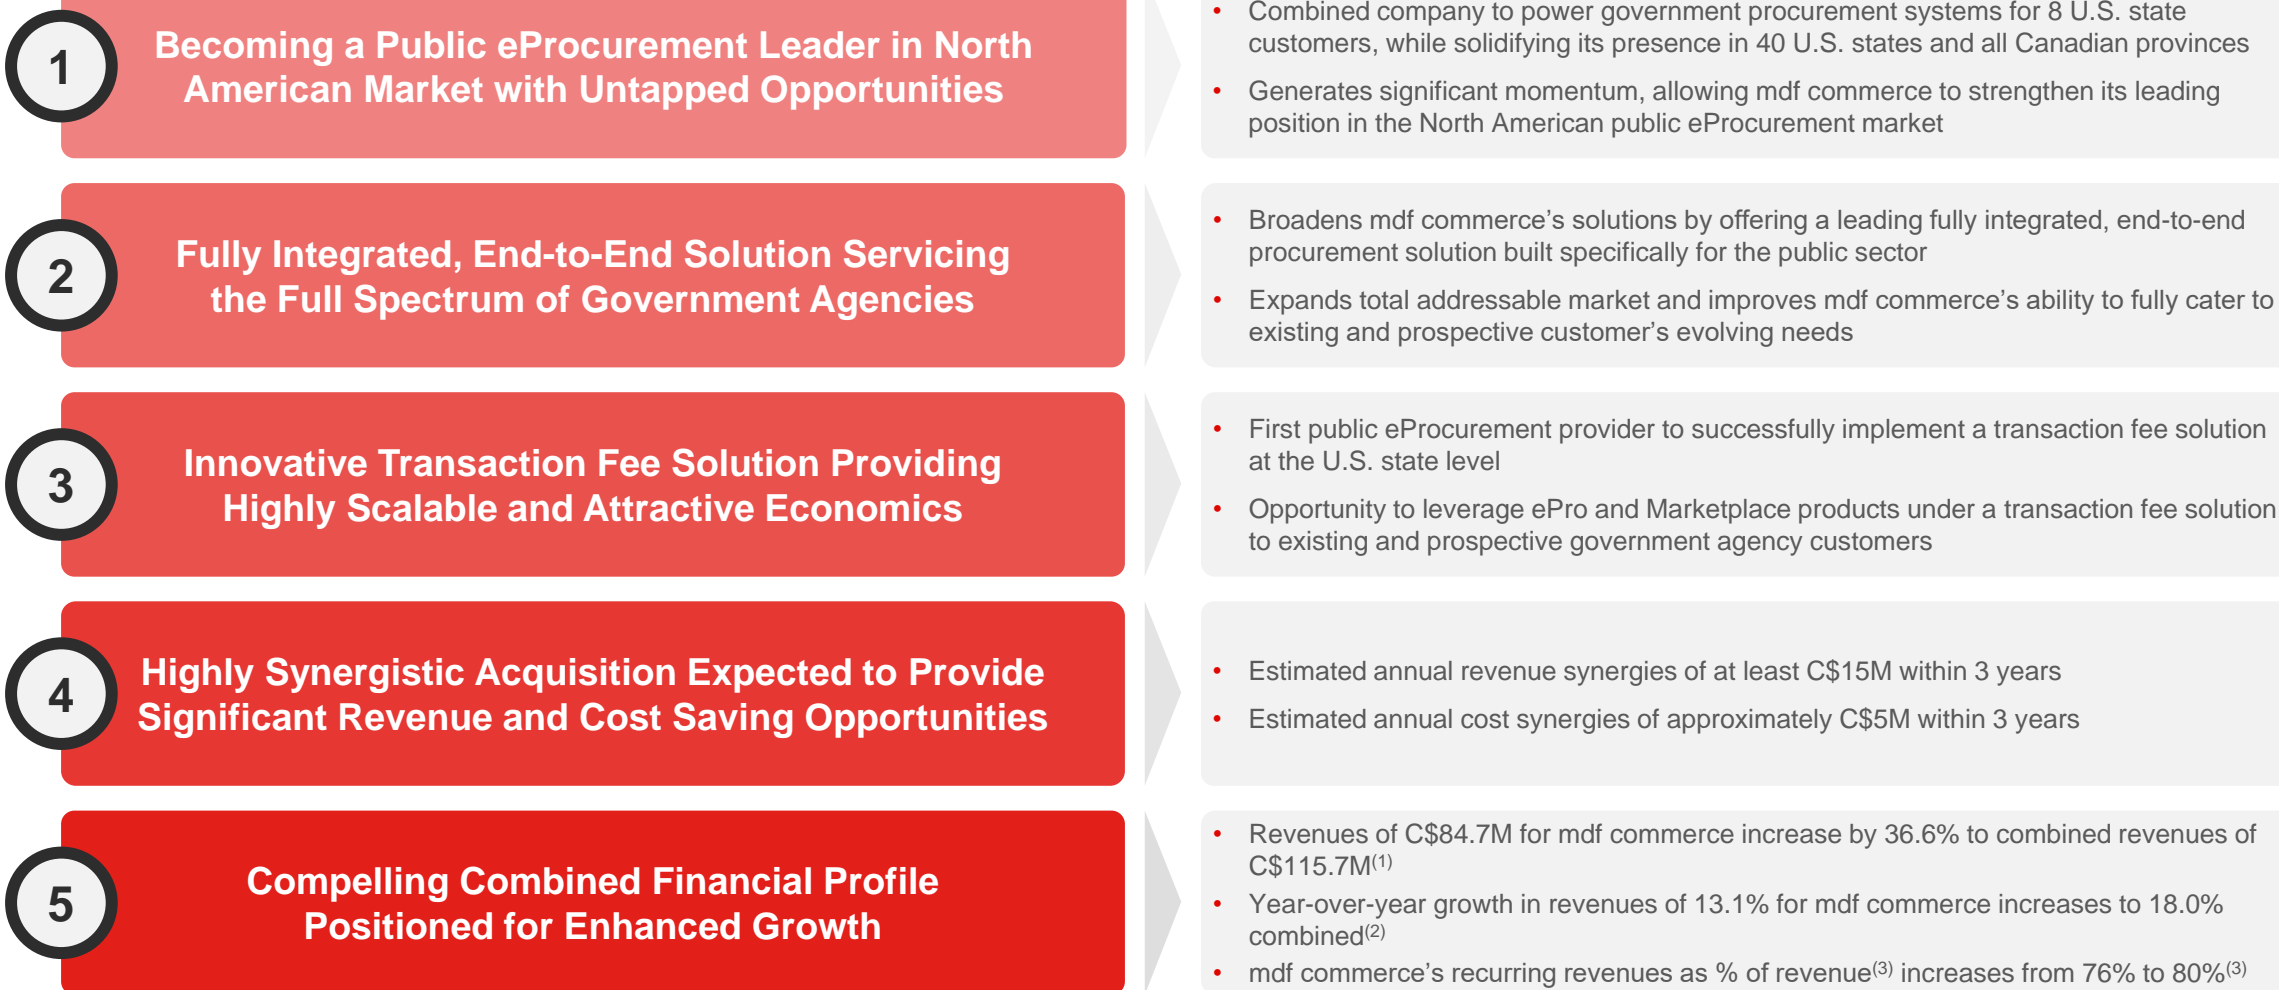 1
Becoming a Public eProcurement Leader in North
American Market with Untapped Opportunities
• Combined company to power government procurement systems for 8 U.S. state
customers, while solidifying its presence in 40 U.S. states and all Canadian provinces
• Generates significant momentum, allowing mdf commerce to strengthen its leading
position in the North American public eProcurement market
2
Fully Integrated, End-to-End Solution Servicing
the Full Spectrum of Government Agencies
• Broadens mdf commerce’s solutions by offering a leading fully integrated, end-to-end
procurement solution built specifically for the public sector
• Expands total addressable market and improves mdf commerce’s ability to fully cater to
existing and prospective customer’s evolving needs
3
Innovative Transaction Fee Solution Providing
Highly Scalable and Attractive Economics
• First public eProcurement provider to successfully implement a transaction fee solution
at the U.S. state level
• Opportunity to leverage ePro and Marketplace products under a transaction fee solution
to existing and prospective government agency customers
4
Highly Synergistic Acquisition Expected to Provide
Significant Revenue and Cost Saving Opportunities
• Estimated annual revenue synergies of at least C$15M within 3 years
• Estimated annual cost synergies of approximately C$5M within 3 years
5
Compelling Combined Financial Profile
Positioned for Enhanced Growth
• Revenues of C$84.7M for mdf commerce increase by 36.6% to combined revenues of
C$115.7M(1)
• Year-over-year growth in revenues of 13.1% for mdf commerce increases to 18.0%
combined(2)
• mdf commerce’s recurring revenues as % of revenue(3) increases from 76% to 80%(3)